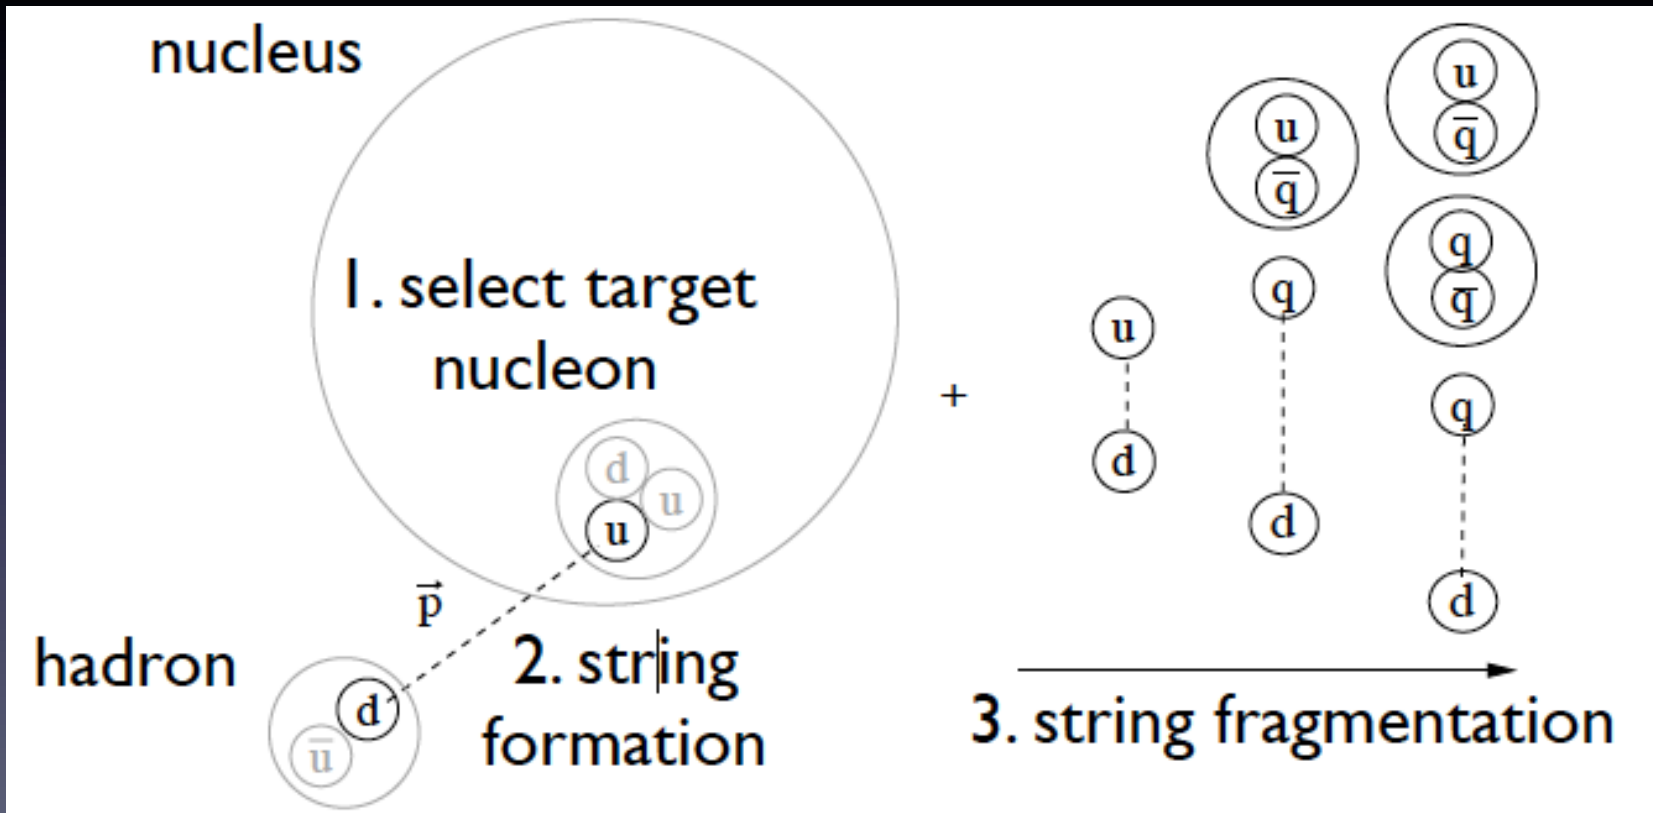 nucleus
1. select target
nucleon
d
u
u
p⃗
hadron
d
u̅
2. string
formation
+
u
d
u
q̅
q
d
u
q̅
q
q̅
q
d
3. string fragmentation